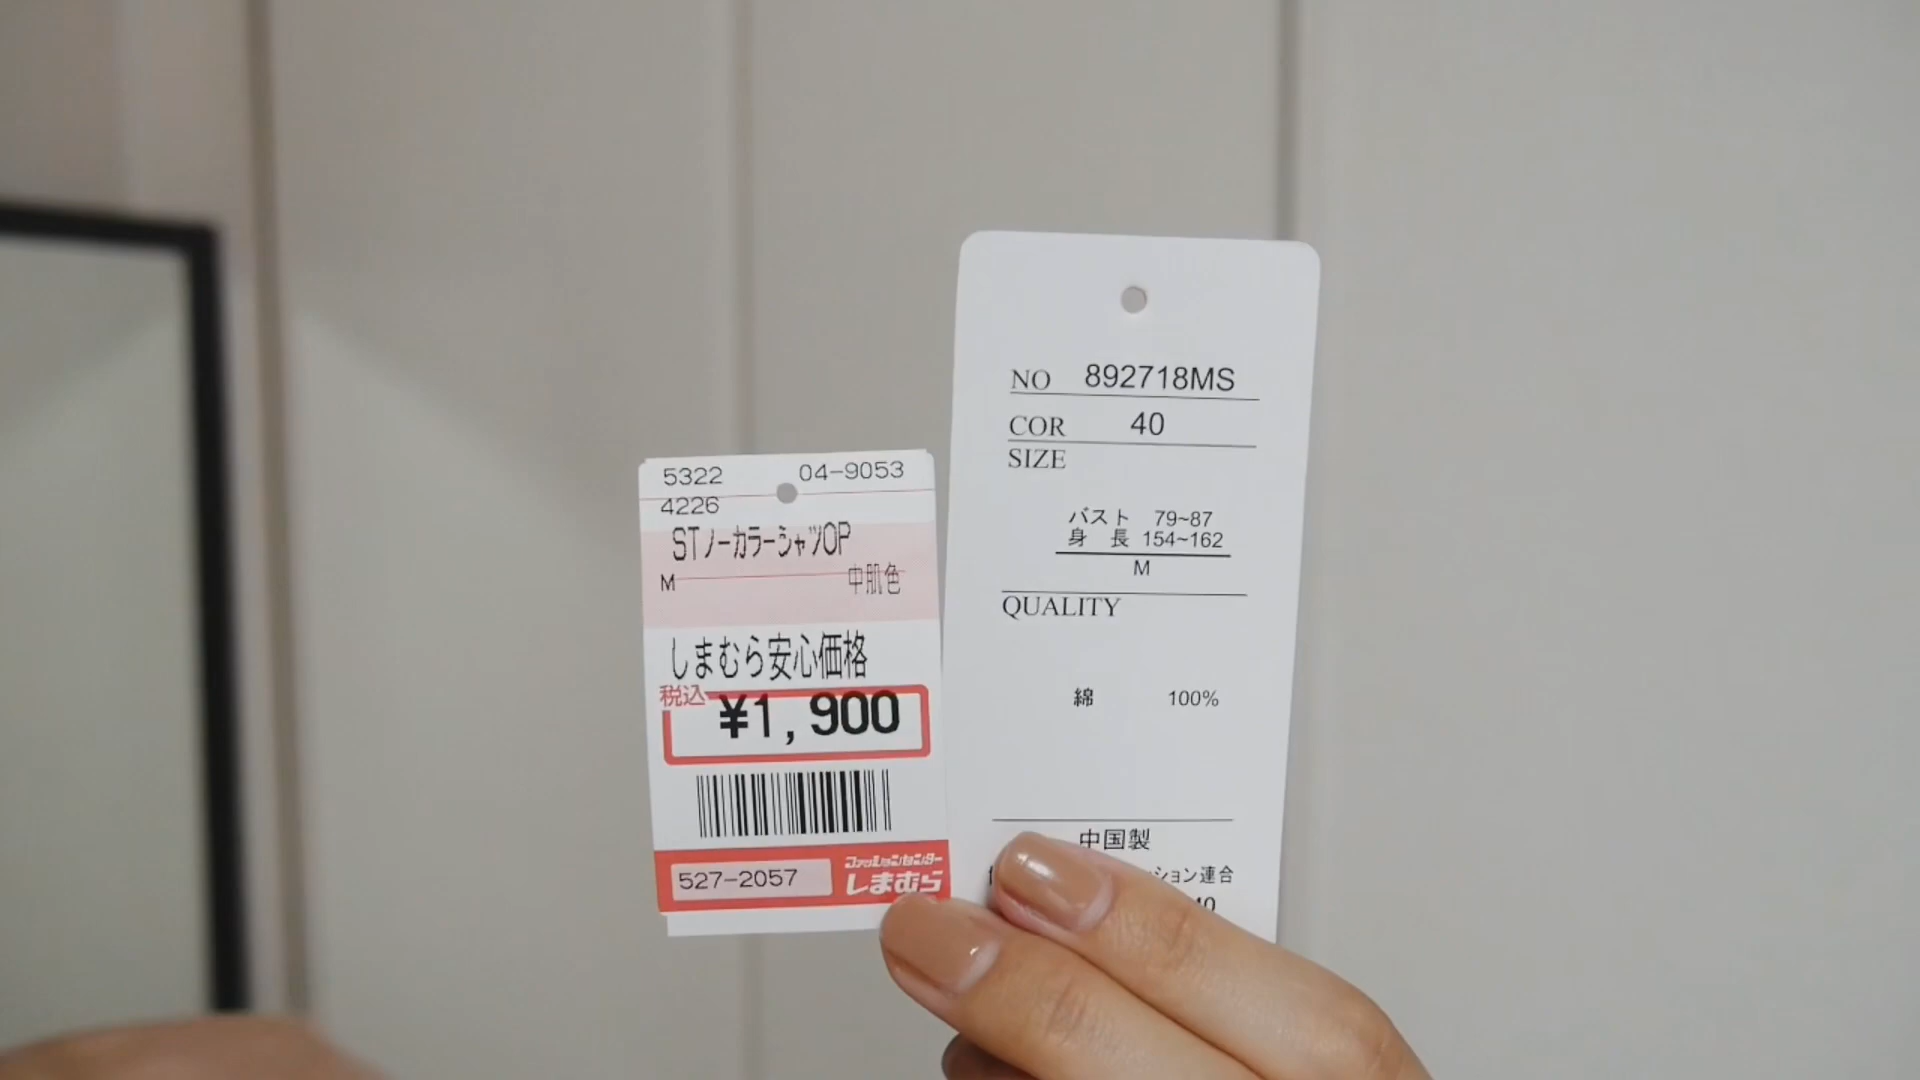 5322 04-9053
4226
STノーカラーシャツOP
M 中肌色
しまむら安心価格
税込
¥1,900
527-2057
ファッションセンター
しまむら
NO 892718MS
COR 40
SIZE
バスト 79~87
身 長 154~162
M
QUALITY
綿 100%
中国製
ション連合